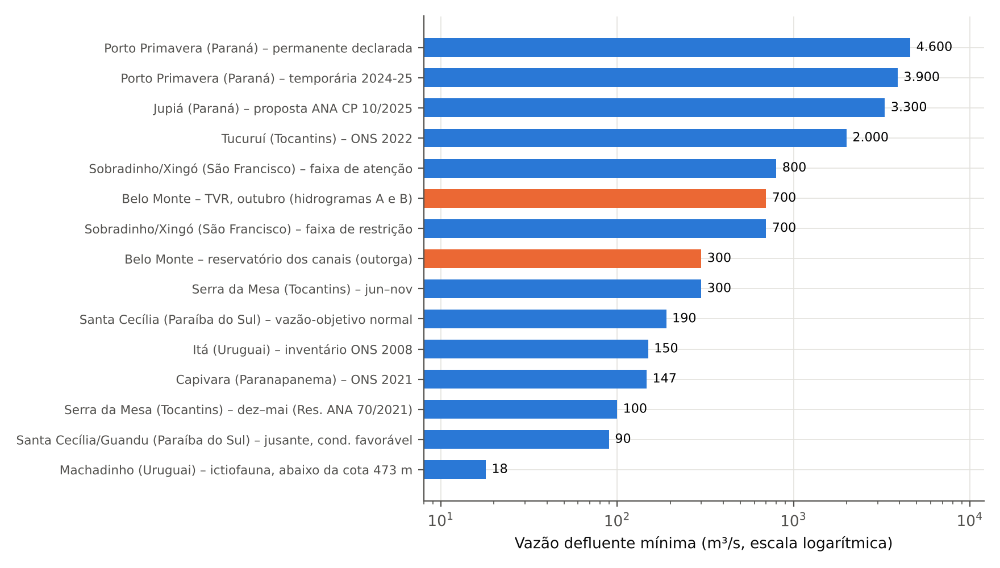 Porto Primavera (Paraná) – permanente declarada 4.600
Porto Primavera (Paraná) – temporária 2024-25 3.900
Jupiá (Paraná) – proposta ANA CP 10/2025 3.300
Tucuruí (Tocantins) – ONS 2022 2.000
Sobradinho/Xingó (São Francisco) – faixa de atenção 800
Belo Monte – TVR, outubro (hidrogramas A e B) 700
Sobradinho/Xingó (São Francisco) – faixa de restrição 700
Belo Monte – reservatório dos canais (outorga) 300
Serra da Mesa (Tocantins) – jun–nov 300
Santa Cecília (Paraíba do Sul) – vazão-objetivo normal 190
Itá (Uruguai) – inventário ONS 2008 150
Capivara (Paranapanema) – ONS 2021 147
Serra da Mesa (Tocantins) – dez–mai (Res. ANA 70/2021) 100
Santa Cecília/Guandu (Paraíba do Sul) – jusante, cond. favorável 90
Machadinho (Uruguai) – ictiofauna, abaixo da cota 473 m 18
10¹ 10² 10³ 10⁴
Vazão defluente mínima (m³/s, escala logarítmica)